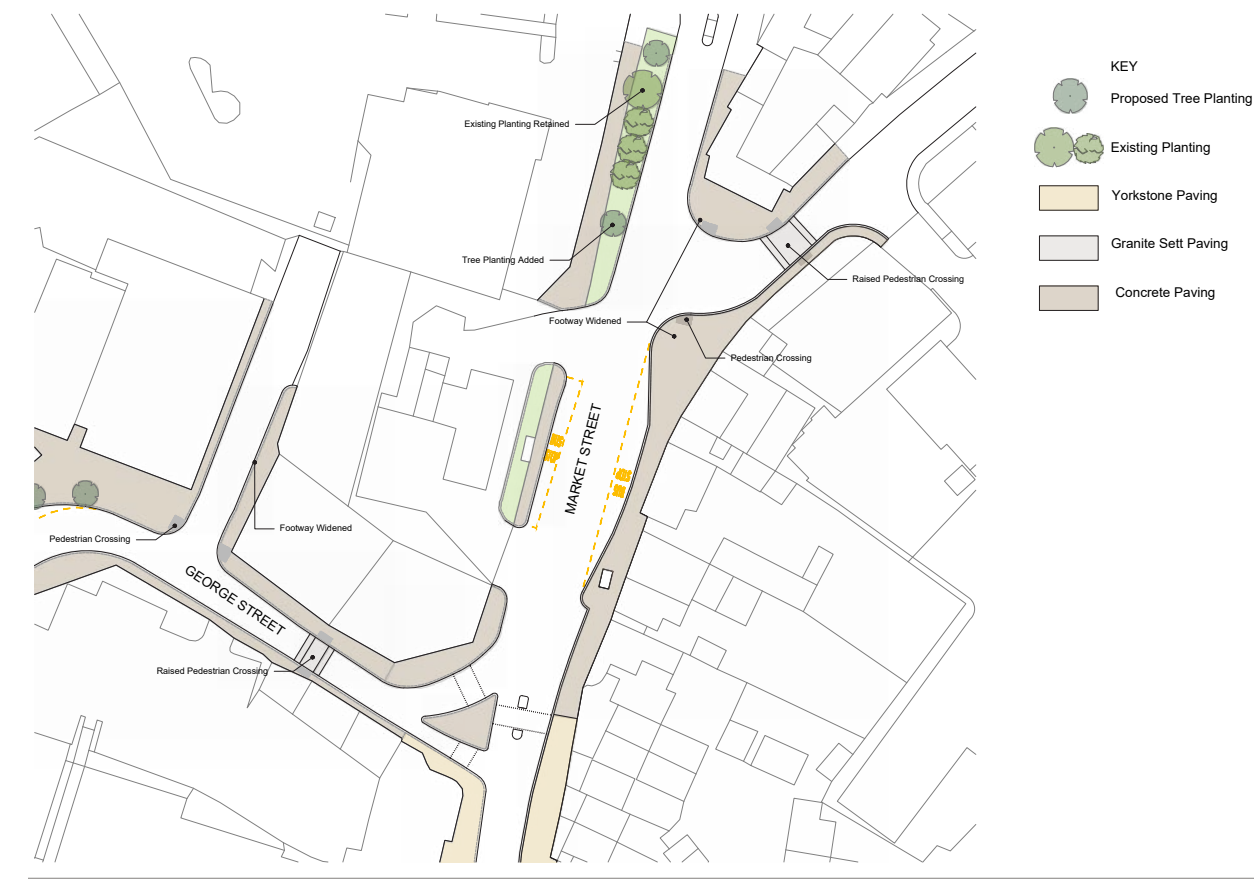 KEY
Proposed Tree Planting
Existing Planting
Yorkstone Paving
Granite Sett Paving
Concrete Paving
Existing Planting Retained
Tree Planting Added
Raised Pedestrian Crossing
Footway Widened
Pedestrian Crossing
MARKET STREET
Footway Widened
Pedestrian Crossing
GEORGE STREET
Raised Pedestrian Crossing